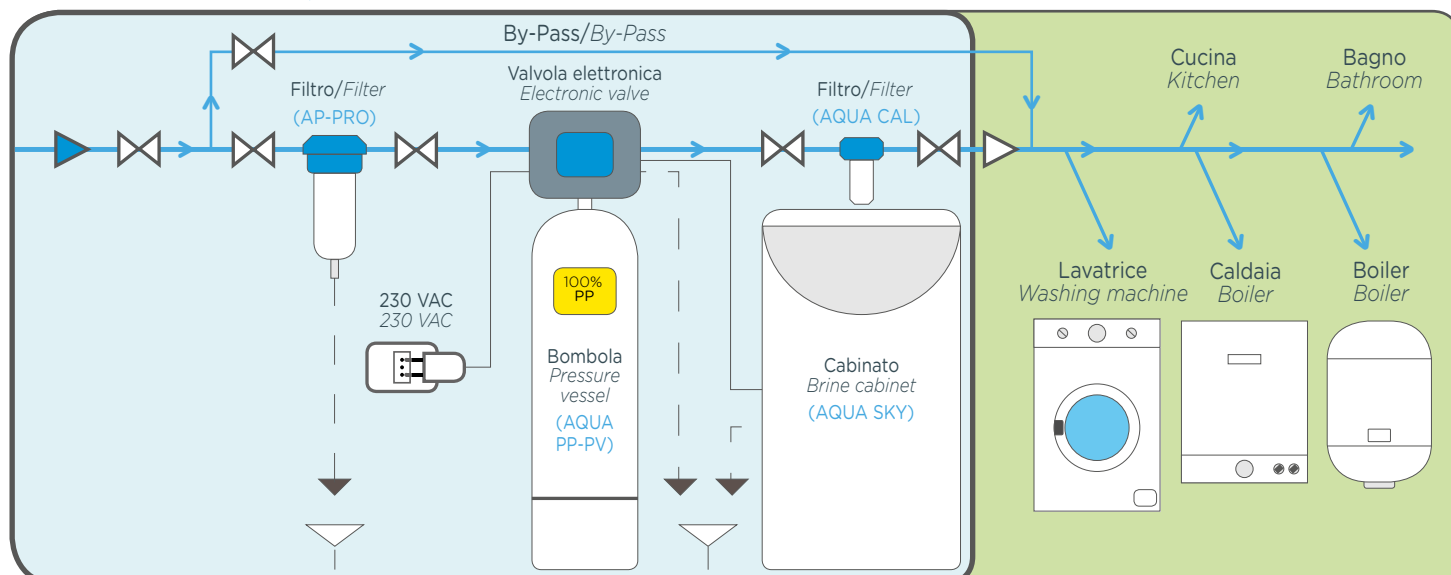 By-Pass/By-Pass
Filtro/Filter
(AP-PRO)
Valvola elettronica
Electronic valve
Filtro/Filter
(AQUA CAL)
Cucina
Kitchen
Bagno
Bathroom
230 VAC
230 VAC
100%
PP
Bombola
Pressure
vessel
(AQUA
PP-PV)
Cabinato
Brine cabinet
(AQUA SKY)
Lavatrice
Washing machine
Caldaia
Boiler
Boiler
Boiler